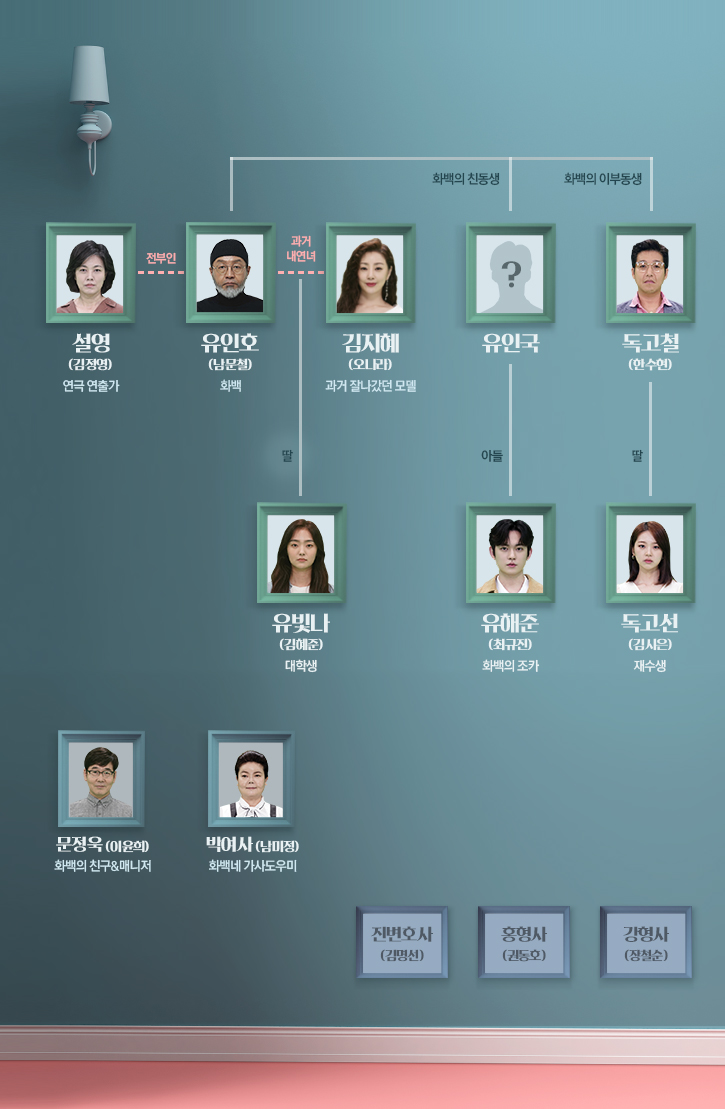 화백의 친동생
화백의 이부동생
전부인
과거
내연녀
?
설영
(김정영)
연극 연출가
유인호
(남문철)
화백
김지혜
(오나라)
과거 잘나갔던 모델
유인국
독고철
(한수현)
딸
아들
딸
유빛나
(김혜준)
대학생
유해준
(최규진)
화백의 조카
독고선
(김시은)
재수생
문정욱 (이윤희)
화백의 친구&매니저
박여사 (남미정)
화백네 가사도우미
진변호사
(김명선)
홍형사
(권동호)
강형사
(장철순)